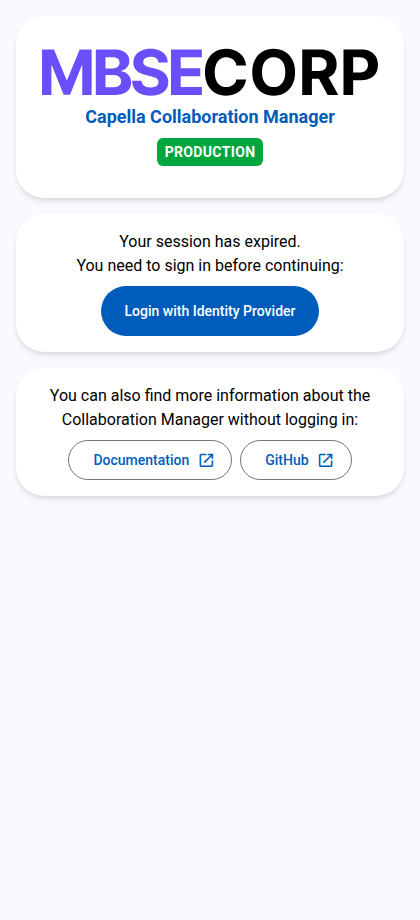 MBSECORP
Capella Collaboration Manager
PRODUCTION
Your session has expired.
You need to sign in before continuing:
Login with Identity Provider
You can also find more information about the
Collaboration Manager without logging in:
Documentation
GitHub